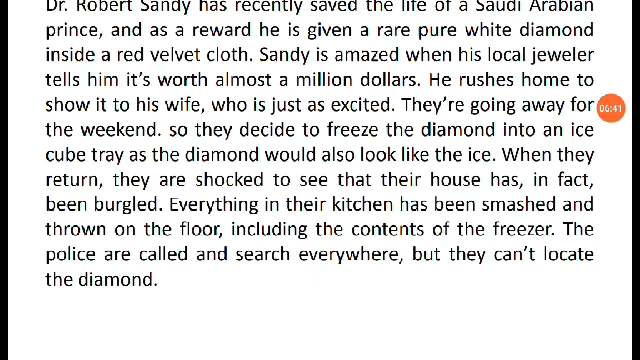 Dr. Robert Sandy has recently saved the life of a Saudi Arabian
prince, and as a reward he is given a rare pure white diamond
inside a red velvet cloth. Sandy is amazed when his local jeweler
tells him it’s worth almost a million dollars. He rushes home to
show it to his wife, who is just as excited. They’re going away for
06:41
the weekend. so they decide to freeze the diamond into an ice
cube tray as the diamond would also look like the ice. When they
return, they are shocked to see that their house has, in fact,
been burgled. Everything in their kitchen has been smashed and
thrown on the floor, including the contents of the freezer. The
police are called and search everywhere, but they can’t locate
the diamond.